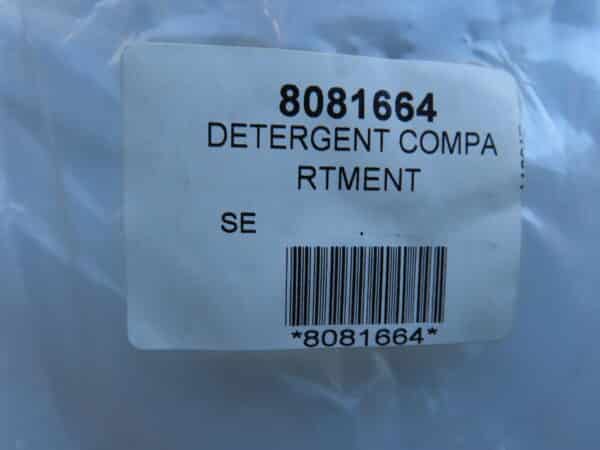 8081664
DETERGENT COMPA
RTMENT
SE .
*8081664*